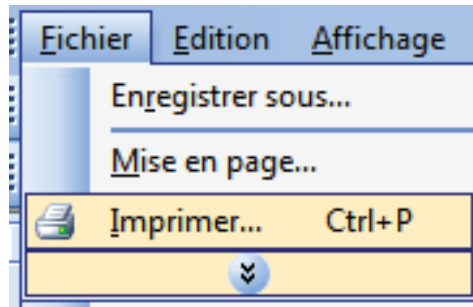 Fichier Edition Affichage
Enregistrer sous...
Mise en page...
Imprimer... Ctrl+P